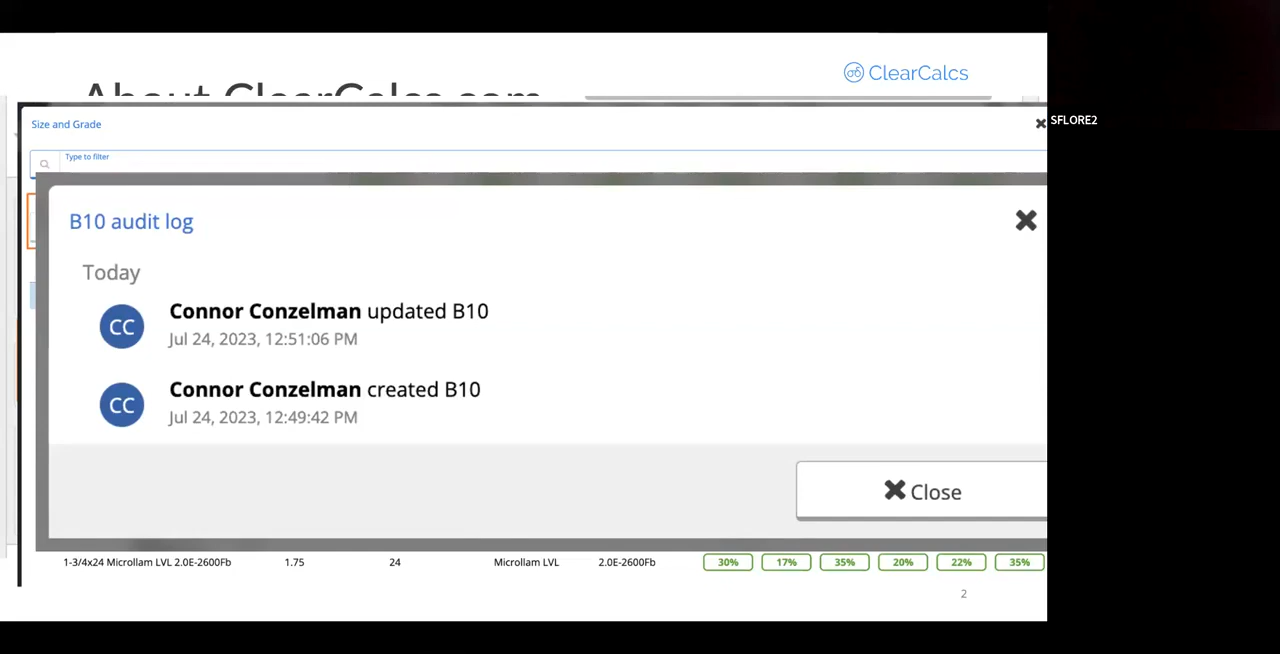 About ClearCalcs.com
ClearCalcs
Size and Grade
SFLORE2
Type to filter
B10 audit log
Today
CC
Connor Conzelman updated B10
Jul 24, 2023, 12:51:06 PM
CC
Connor Conzelman created B10
Jul 24, 2023, 12:49:42 PM
Close
1-3/4x24 Microllam LVL 2.0E-2600Fb 1.75 24 Microllam LVL 2.0E-2600Fb 30% 17% 35% 20% 22% 35%
2